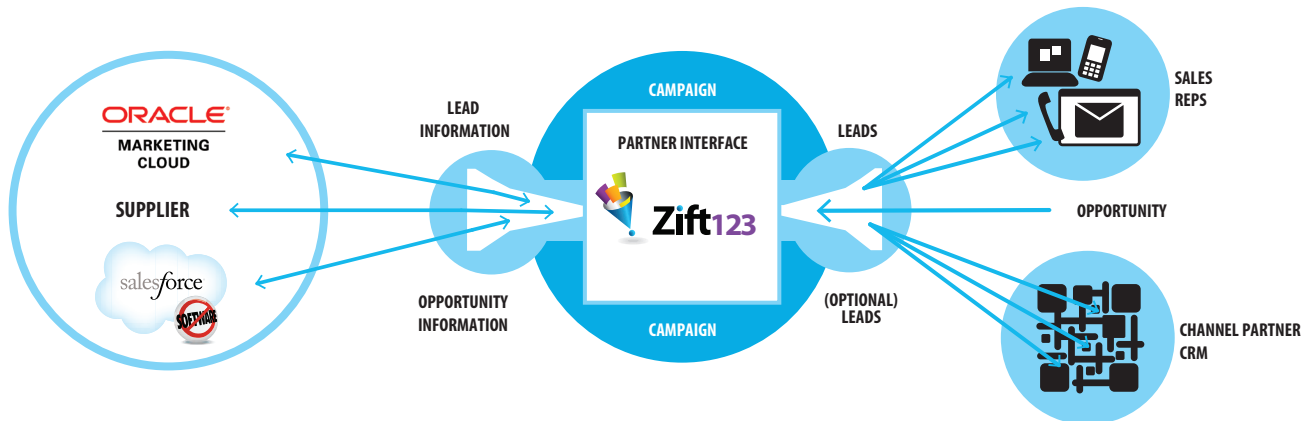 ORACLE®
MARKETING
CLOUD
SUPPLIER
salesforce
SOFTWARE
LEAD
INFORMATION
OPPORTUNITY
INFORMATION
CAMPAIGN
PARTNER INTERFACE
Zift123
CAMPAIGN
LEADS
(OPTIONAL)
LEADS
SALES
REPS
OPPORTUNITY
CHANNEL PARTNER
CRM